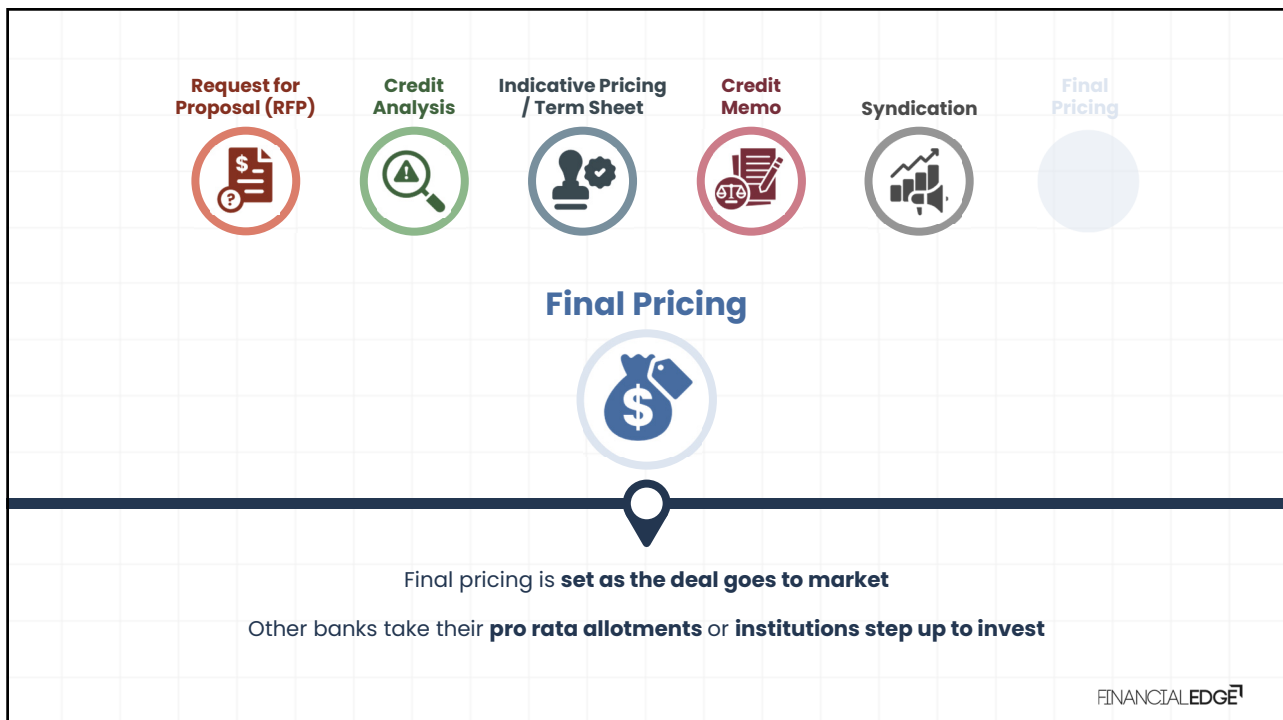 Request for
Proposal (RFP)
Credit
Analysis
Indicative Pricing
/ Term Sheet
Credit
Memo
Syndication
Final
Pricing
$
?
Final Pricing
$
Final pricing is set as the deal goes to market
Other banks take their pro rata allotments or institutions step up to invest
FINANCIALEDGE